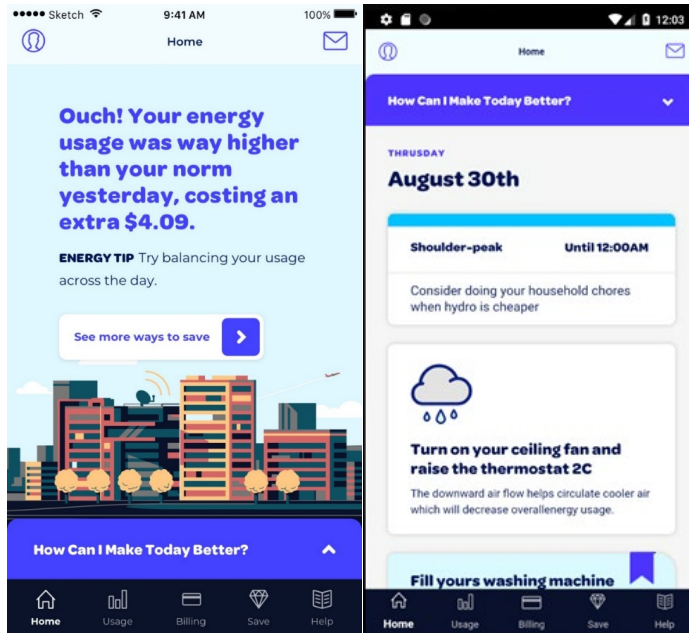 Sketch 9:41 AM 100%
Home
Ouch! Your energy
usage was way higher
than your norm
yesterday, costing an
extra $4.09.
ENERGY TIP Try balancing your usage
across the day.
See more ways to save
How Can I Make Today Better?
Home Usage Billing Save Help
12:03
Home
How Can I Make Today Better?
THRUSDAY
August 30th
Shoulder-peak Until 12:00AM
Consider doing your household chores
when hydro is cheaper
Turn on your ceiling fan and
raise the thermostat 2C
The downward air flow helps circulate cooler air
which will decrease overallenergy usage.
Fill yours washing machine
Home Usage Billing Save Help